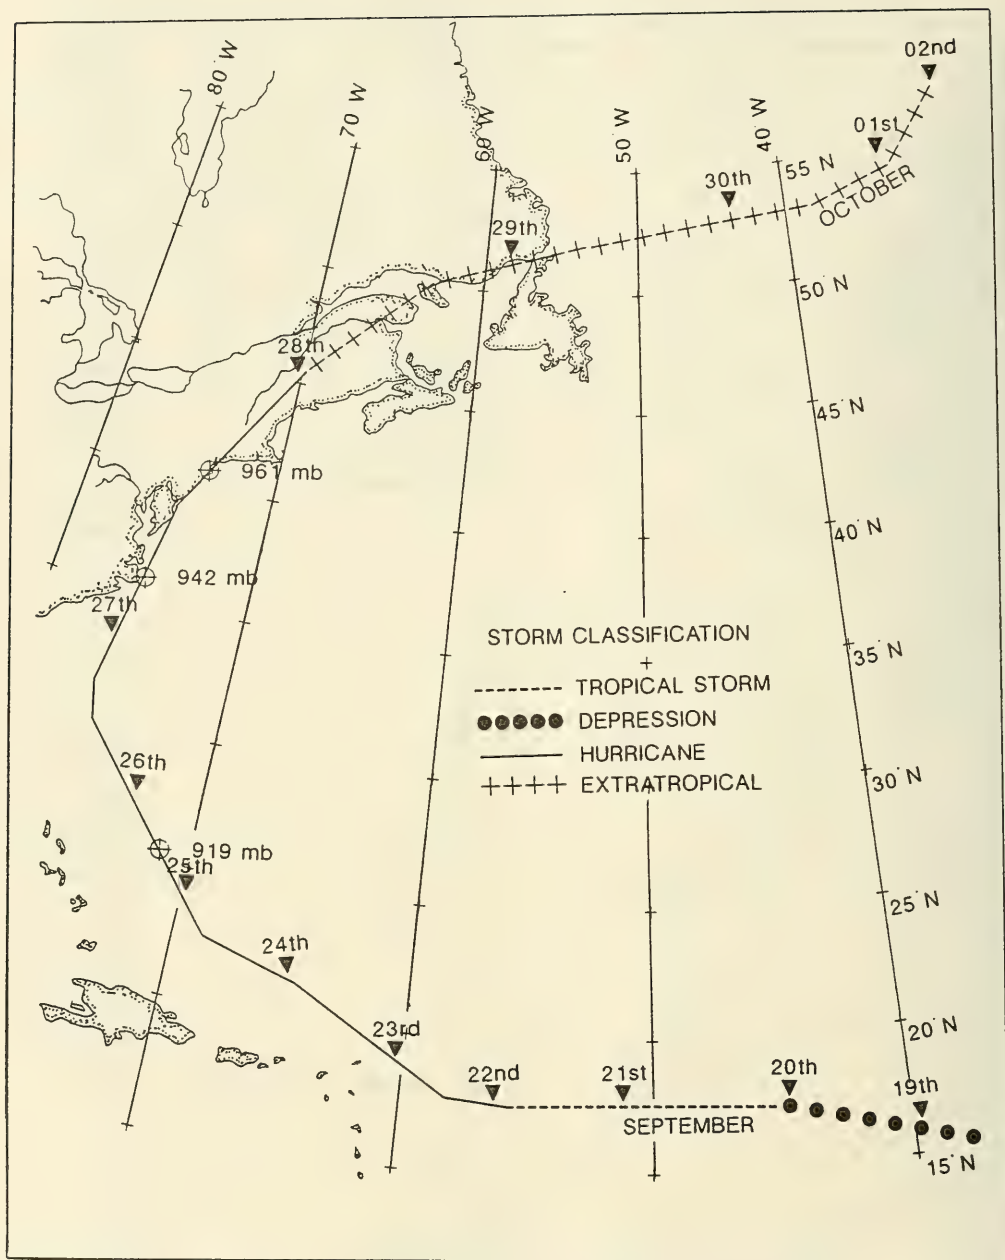 02nd
80°W
70°W
60°W
50°W
40°W
01st
55°N
30th
OCTOBER
29th
50°N
28th
45°N
961 mb
40°N
942 mb
27th
STORM CLASSIFICATION
35°N
TROPICAL STORM
DEPRESSION
HURRICANE
EXTRATROPICAL
26th
30°N
919 mb
25th
25°N
24th
23rd
20°N
22nd
21st
20th
19th
SEPTEMBER
15°N